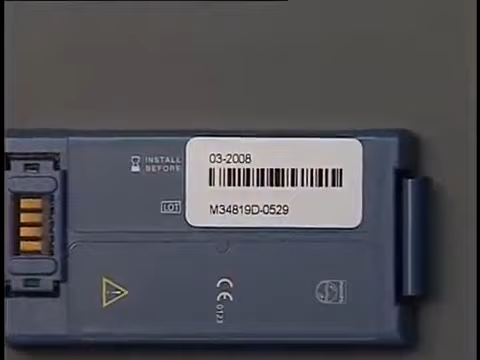 INSTALL
BEFORE
03-2008
LOT
M34819D-0529
CE
0123